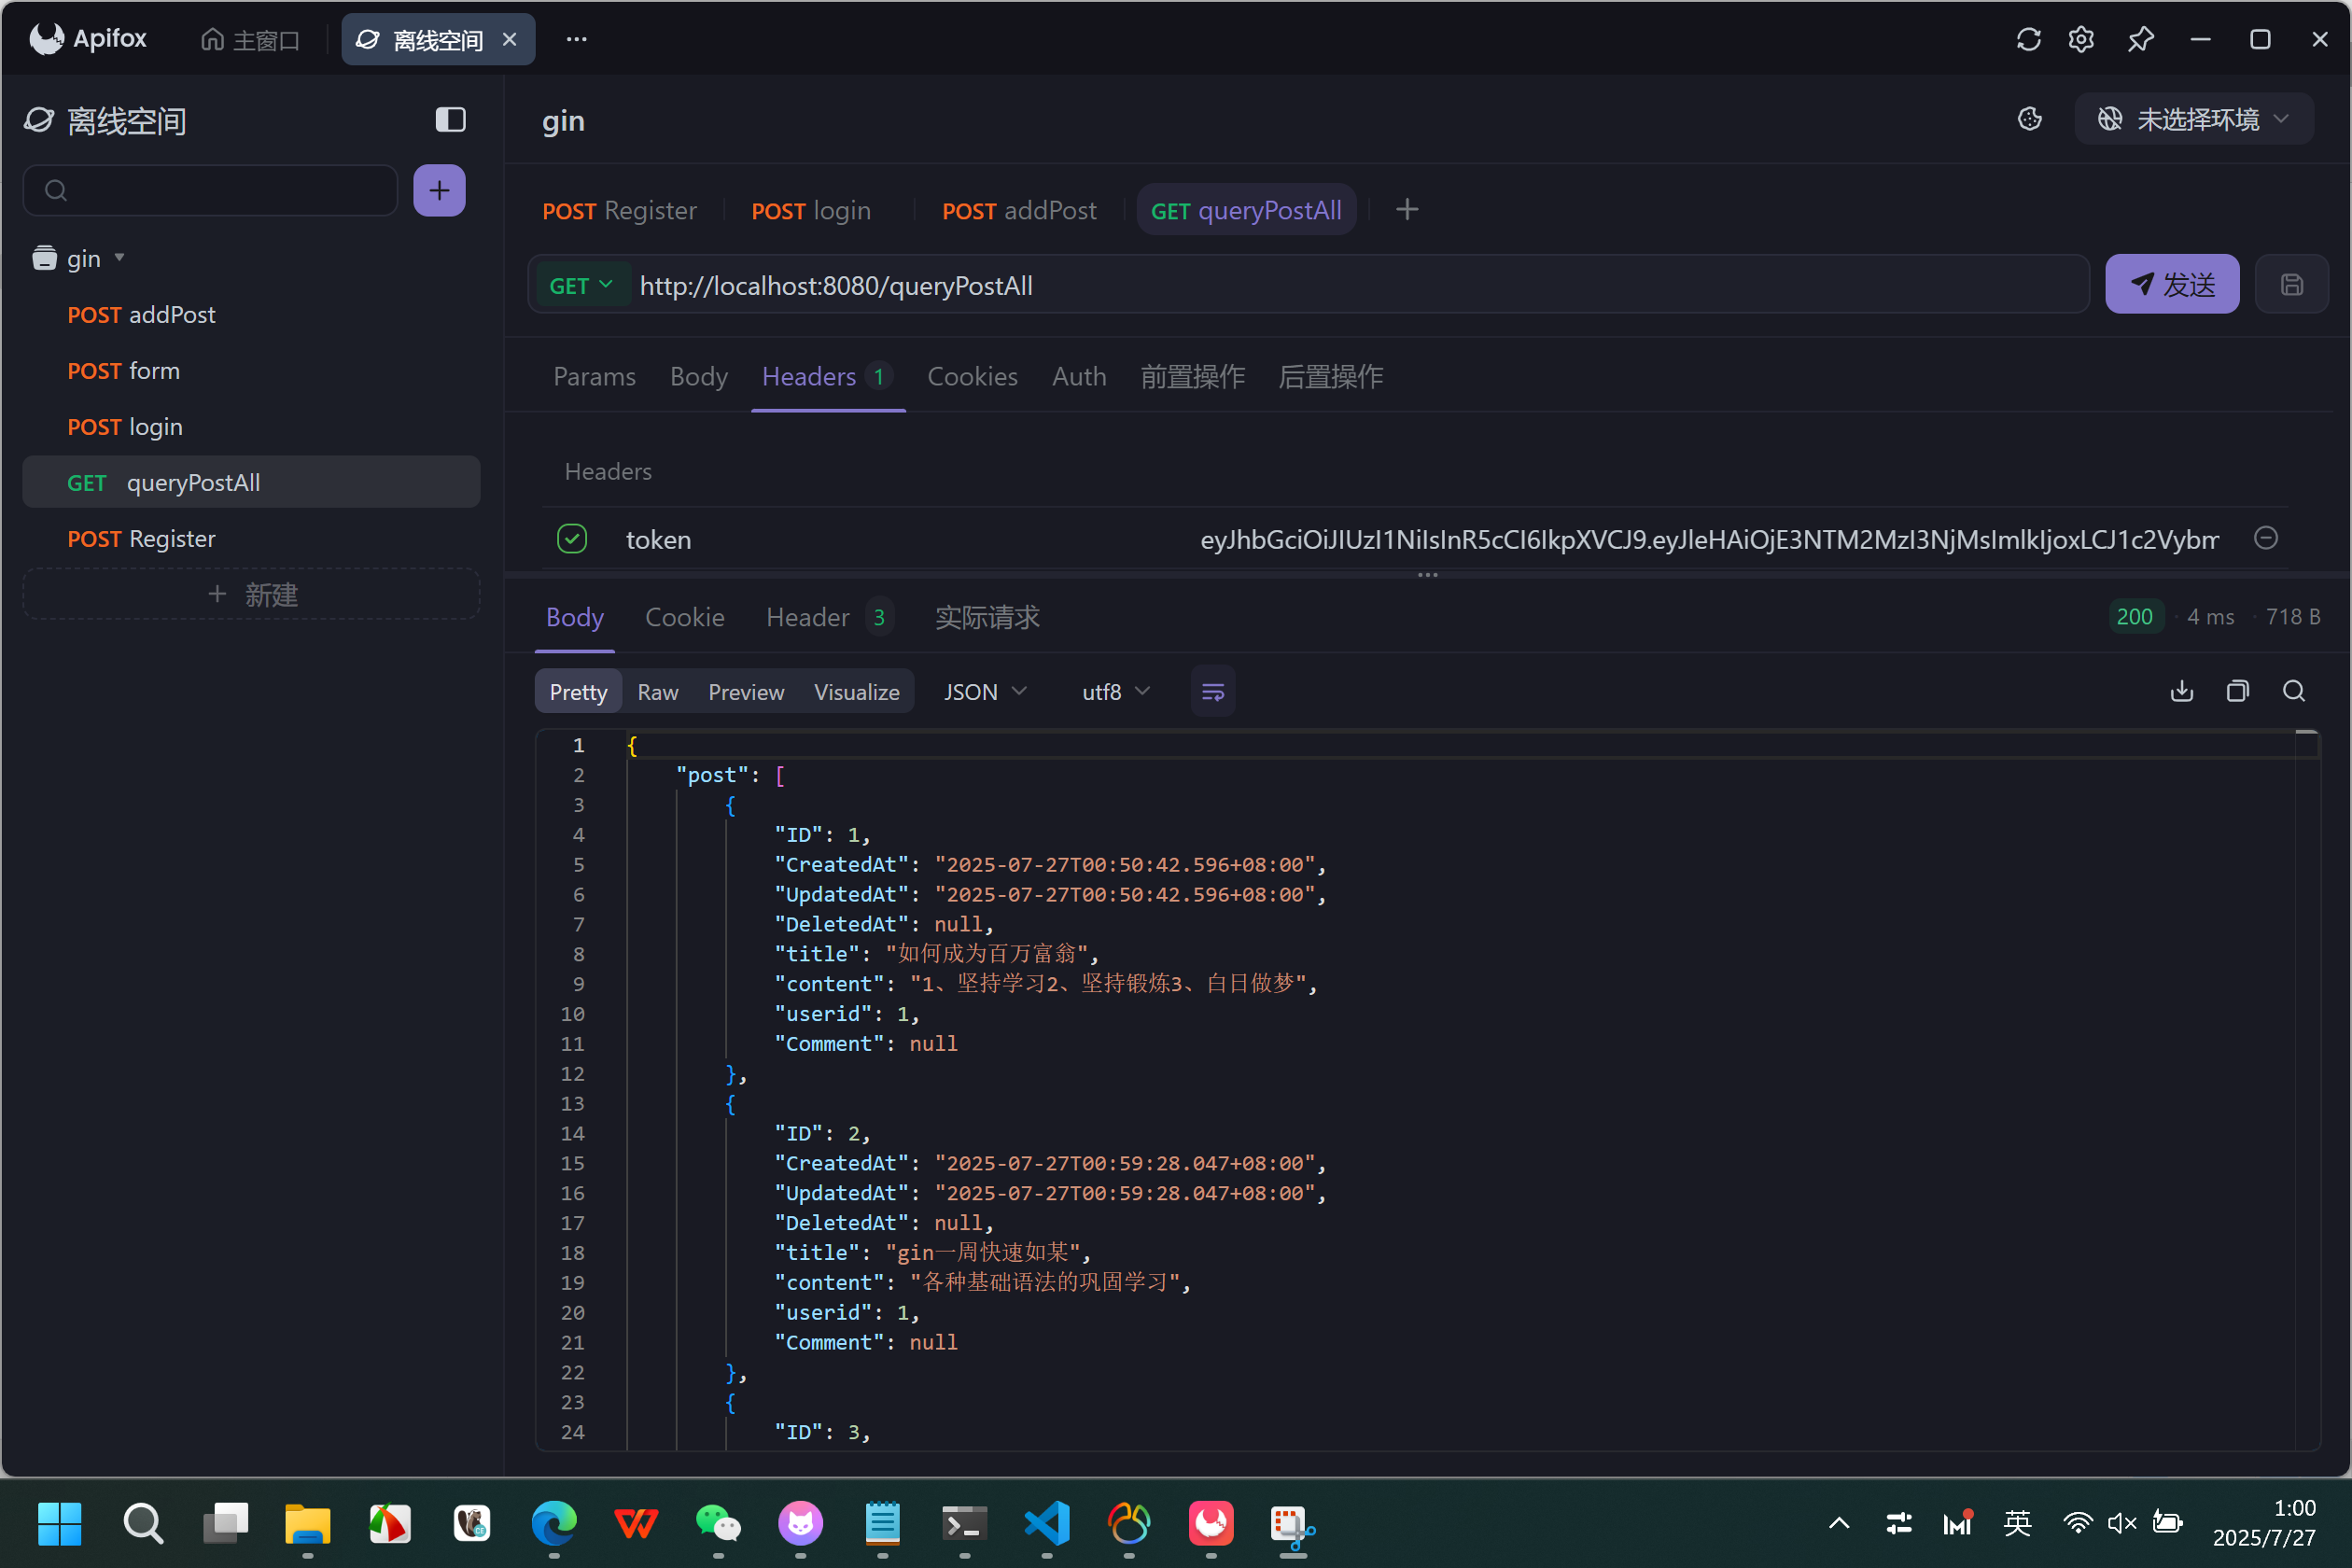 Apifox
主窗口
离线空间
离线空间
gin
未选择环境
gin
POST addPost
POST form
POST login
GET queryPostAll
POST Register
新建
POST Register
POST login
POST addPost
GET queryPostAll
GET http://localhost:8080/queryPostAll
发送
Params Body Headers 1 Cookies Auth 前置操作 后置操作
Headers
token eyJhbGciOiJIUzI1NiIsInR5cCI6IkpXVCJ9.eyJleHAiOjE3NTM2MzI3NjMsImlkIjoxLCJ1c2Vybm
Body Cookie Header 3 实际请求
200 · 4 ms · 718 B
Pretty Raw Preview Visualize JSON utf8
1 {
2 "post": [
3 {
4 "ID": 1,
5 "CreatedAt": "2025-07-27T00:50:42.596+08:00",
6 "UpdatedAt": "2025-07-27T00:50:42.596+08:00",
7 "DeletedAt": null,
8 "title": "如何成为百万富翁",
9 "content": "1、坚持学习2、坚持锻炼3、白日做梦",
10 "userid": 1,
11 "Comment": null
12 },
13 {
14 "ID": 2,
15 "CreatedAt": "2025-07-27T00:59:28.047+08:00",
16 "UpdatedAt": "2025-07-27T00:59:28.047+08:00",
17 "DeletedAt": null,
18 "title": "gin一周快速如某",
19 "content": "各种基础语法的巩固学习",
20 "userid": 1,
21 "Comment": null
22 },
23 {
24 "ID": 3,
英
1:00
2025/7/27